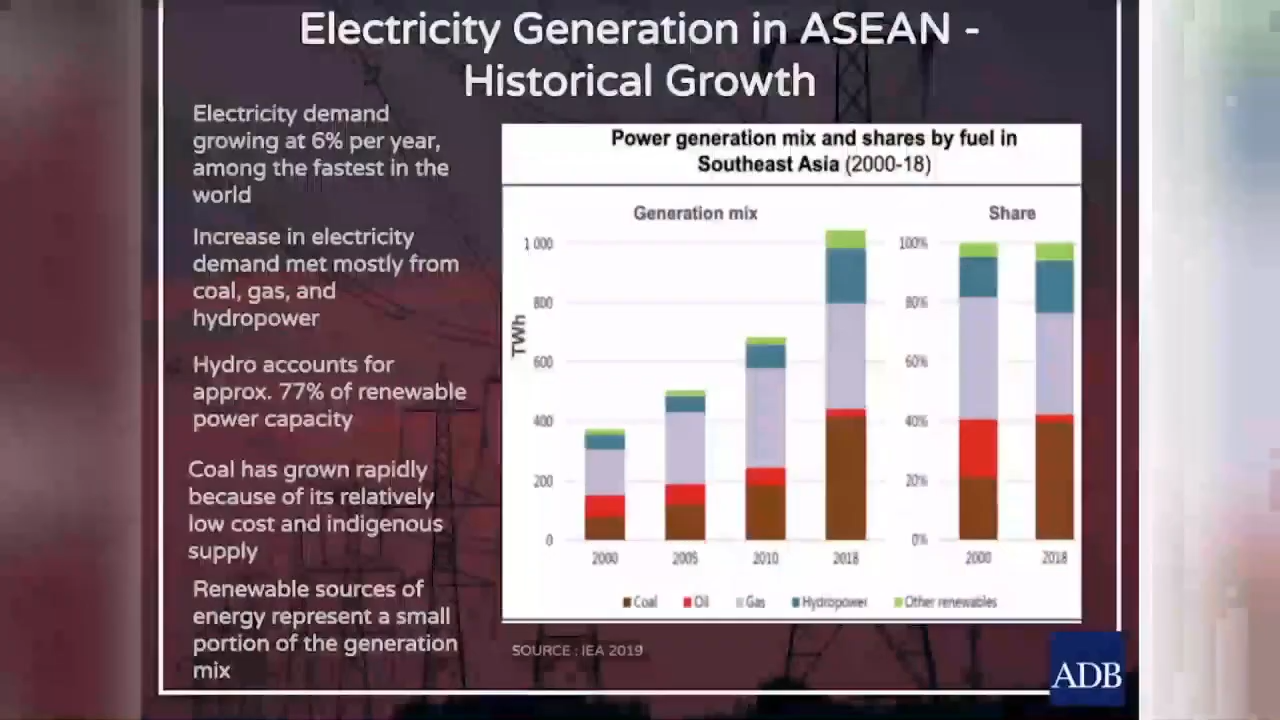 Electricity Generation in ASEAN -
Historical Growth
Electricity demand
growing at 6% per year,
among the fastest in the
world
Increase in electricity
demand met mostly from
coal, gas, and
hydropower
Hydro accounts for
approx. 77% of renewable
power capacity
Coal has grown rapidly
because of its relatively
low cost and indigenous
supply
Renewable sources of
energy represent a small
portion of the generation
mix
Power generation mix and shares by fuel in
Southeast Asia (2000-18)
Generation mix
TWh
1 000
800
600
400
200
0
2000 2005 2010 2018
Share
100%
80%
60%
40%
20%
0%
2000 2018
Coal Oil Gas Hydropower Other renewables
SOURCE : IEA 2019
ADB